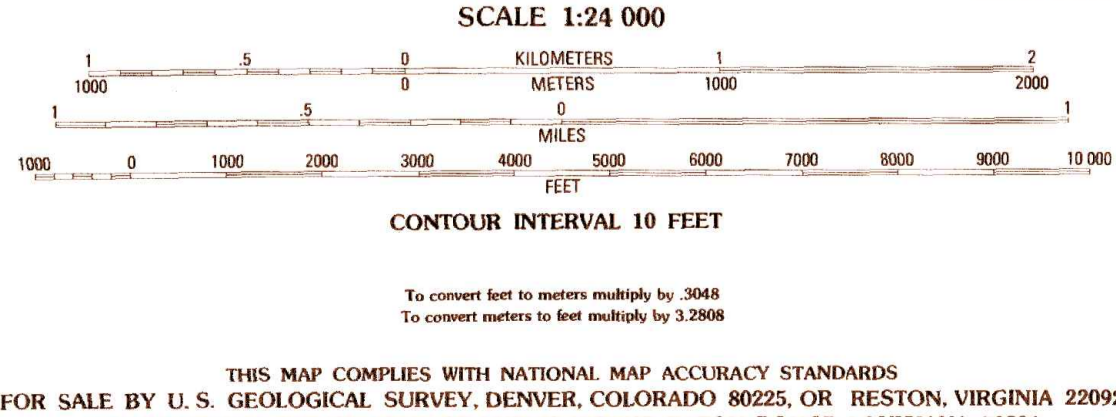 SCALE 1:24 000
1 .5 0 KILOMETERS 1 2
1000 0 METERS 1000 2000
1 .5 0 1
MILES
1000 0 1000 2000 3000 4000 5000 6000 7000 8000 9000 10 000
FEET
CONTOUR INTERVAL 10 FEET
To convert feet to meters multiply by .3048
To convert meters to feet multiply by 3.2808
THIS MAP COMPLIES WITH NATIONAL MAP ACCURACY STANDARDS
FOR SALE BY U. S. GEOLOGICAL SURVEY, DENVER, COLORADO 80225, OR RESTON, VIRGINIA 2209